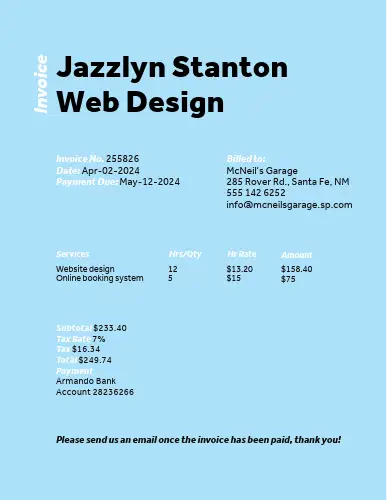 Invoice
Jazzlyn Stanton
Web Design
Invoice No. 255826
Date: Apr-02-2024
Payment Due: May-12-2024
Billed to:
McNeil's Garage
285 Rover Rd., Santa Fe, NM
555 142 6252
info@mcneilsgarage.sp.com
Services Hrs/Qty Hr Rate Amount
Website design 12 $13.20 $158.40
Online booking system 5 $15 $75
Subtotal $233.40
Tax Rate 7%
Tax $16.34
Total $249.74
Payment
Armando Bank
Account 28236266
Please send us an email once the invoice has been paid, thank you!